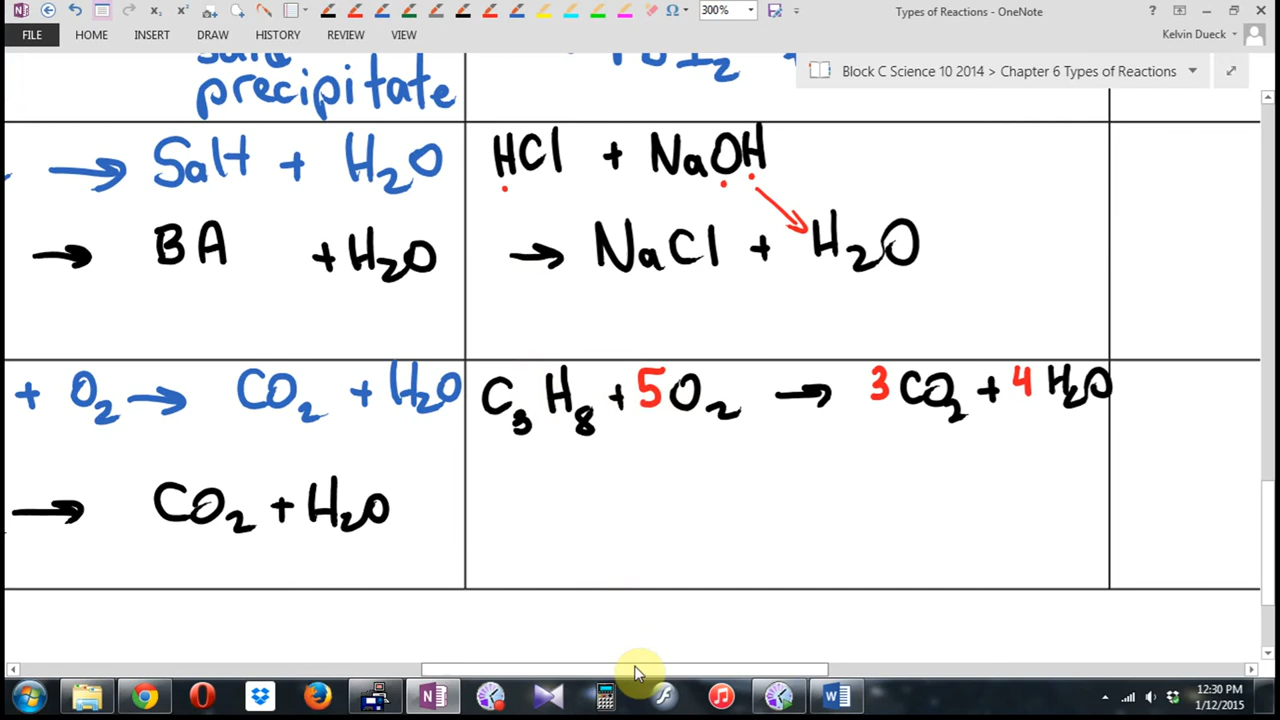 Types of Reactions - OneNote
300%
FILE HOME INSERT DRAW HISTORY REVIEW VIEW
Kelvin Dueck
Block C Science 10 2014 > Chapter 6 Types of Reactions
precipitate
→ Salt + H₂O
HCl + NaOH
→ BA + H₂O
→ NaCl + H₂O
+ O₂ → CO₂ + H₂O
C₃H₈ + 5O₂ → 3CO₂ + 4H₂O
→ CO₂ + H₂O
12:30 PM
1/12/2015